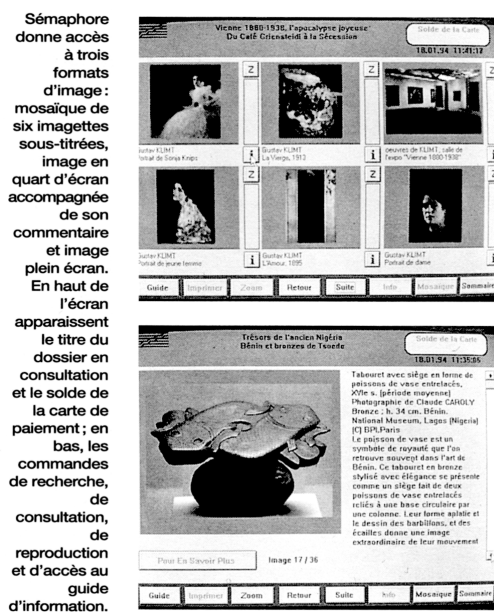 Sémaphore
donne accès
à trois
formats
d'image :
mosaïque de
six imagettes
sous-titrées,
image en
quart d'écran
accompagnée
de son
commentaire
et image
plein écran.
En haut de
l'écran
apparaissent
le titre du
dossier en
consultation
et le solde de
la carte de
paiement ; en
bas, les
commandes
de recherche,
de
consultation,
de
reproduction
et d'accès au
guide
d'information.
Vienne 1880-1938, l'apocalypse joyeuse
Du Café Griensteidl à la Sécession
Solde de la Carte
18.01.94 11:41:12
Z
Z
Z
Gustav KLIMT
Portrait de Sonja Knips
i
Gustav KLIMT
La Vierge, 1913
i
oeuvres de KLIMT, salle de
l'expo "Vienne 1880-1938"
i
Z
Z
Z
Gustav KLIMT
Portrait de jeune femme
i
Gustav KLIMT
L'Amour, 1895
i
Gustav KLIMT
Portrait de dame
i
Guide Imprimer Zoom Retour Suite Info Mosaïque Sommaire
Trésors de l'ancien Nigéria
Bénin et bronzes de Tsoede
Solde de la Carte
18.01.94 11:35:05
Tabouret avec siège en forme de
poissons de vase entrelacés,
XVIe s. (période moyenne)
Photographie de Claude CAROLY
Bronze ; h. 34 cm. Bénin.
National Museum, Lagos (Nigeria)
(C) BPI.Paris
Le poisson de vase est un
symbole de royauté que l'on
retrouve souvent dans l'art de
Bénin. Ce tabouret en bronze
stylisé avec élégance se présente
comme un siège fait de deux
poissons de vase entrelacés
reliés à une base circulaire par
une colonne. Leur forme aplatie et
le dessin des barbillons, et des
écailles donne une image
extraordinaire de leur mouvement
Pour En Savoir Plus
Image 17 / 36
Guide Imprimer Zoom Retour Suite Info Mosaïque Sommaire